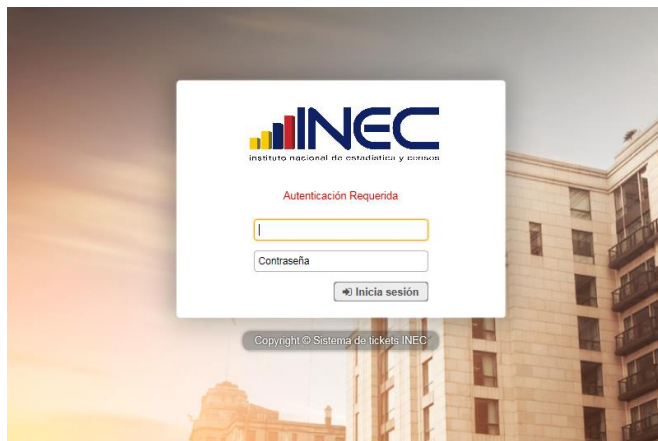 INEC
instituto nacional de estadística y censos
Autenticación Requerida
Contraseña
Inicia sesión
Copyright © Sistema de tickets INEC